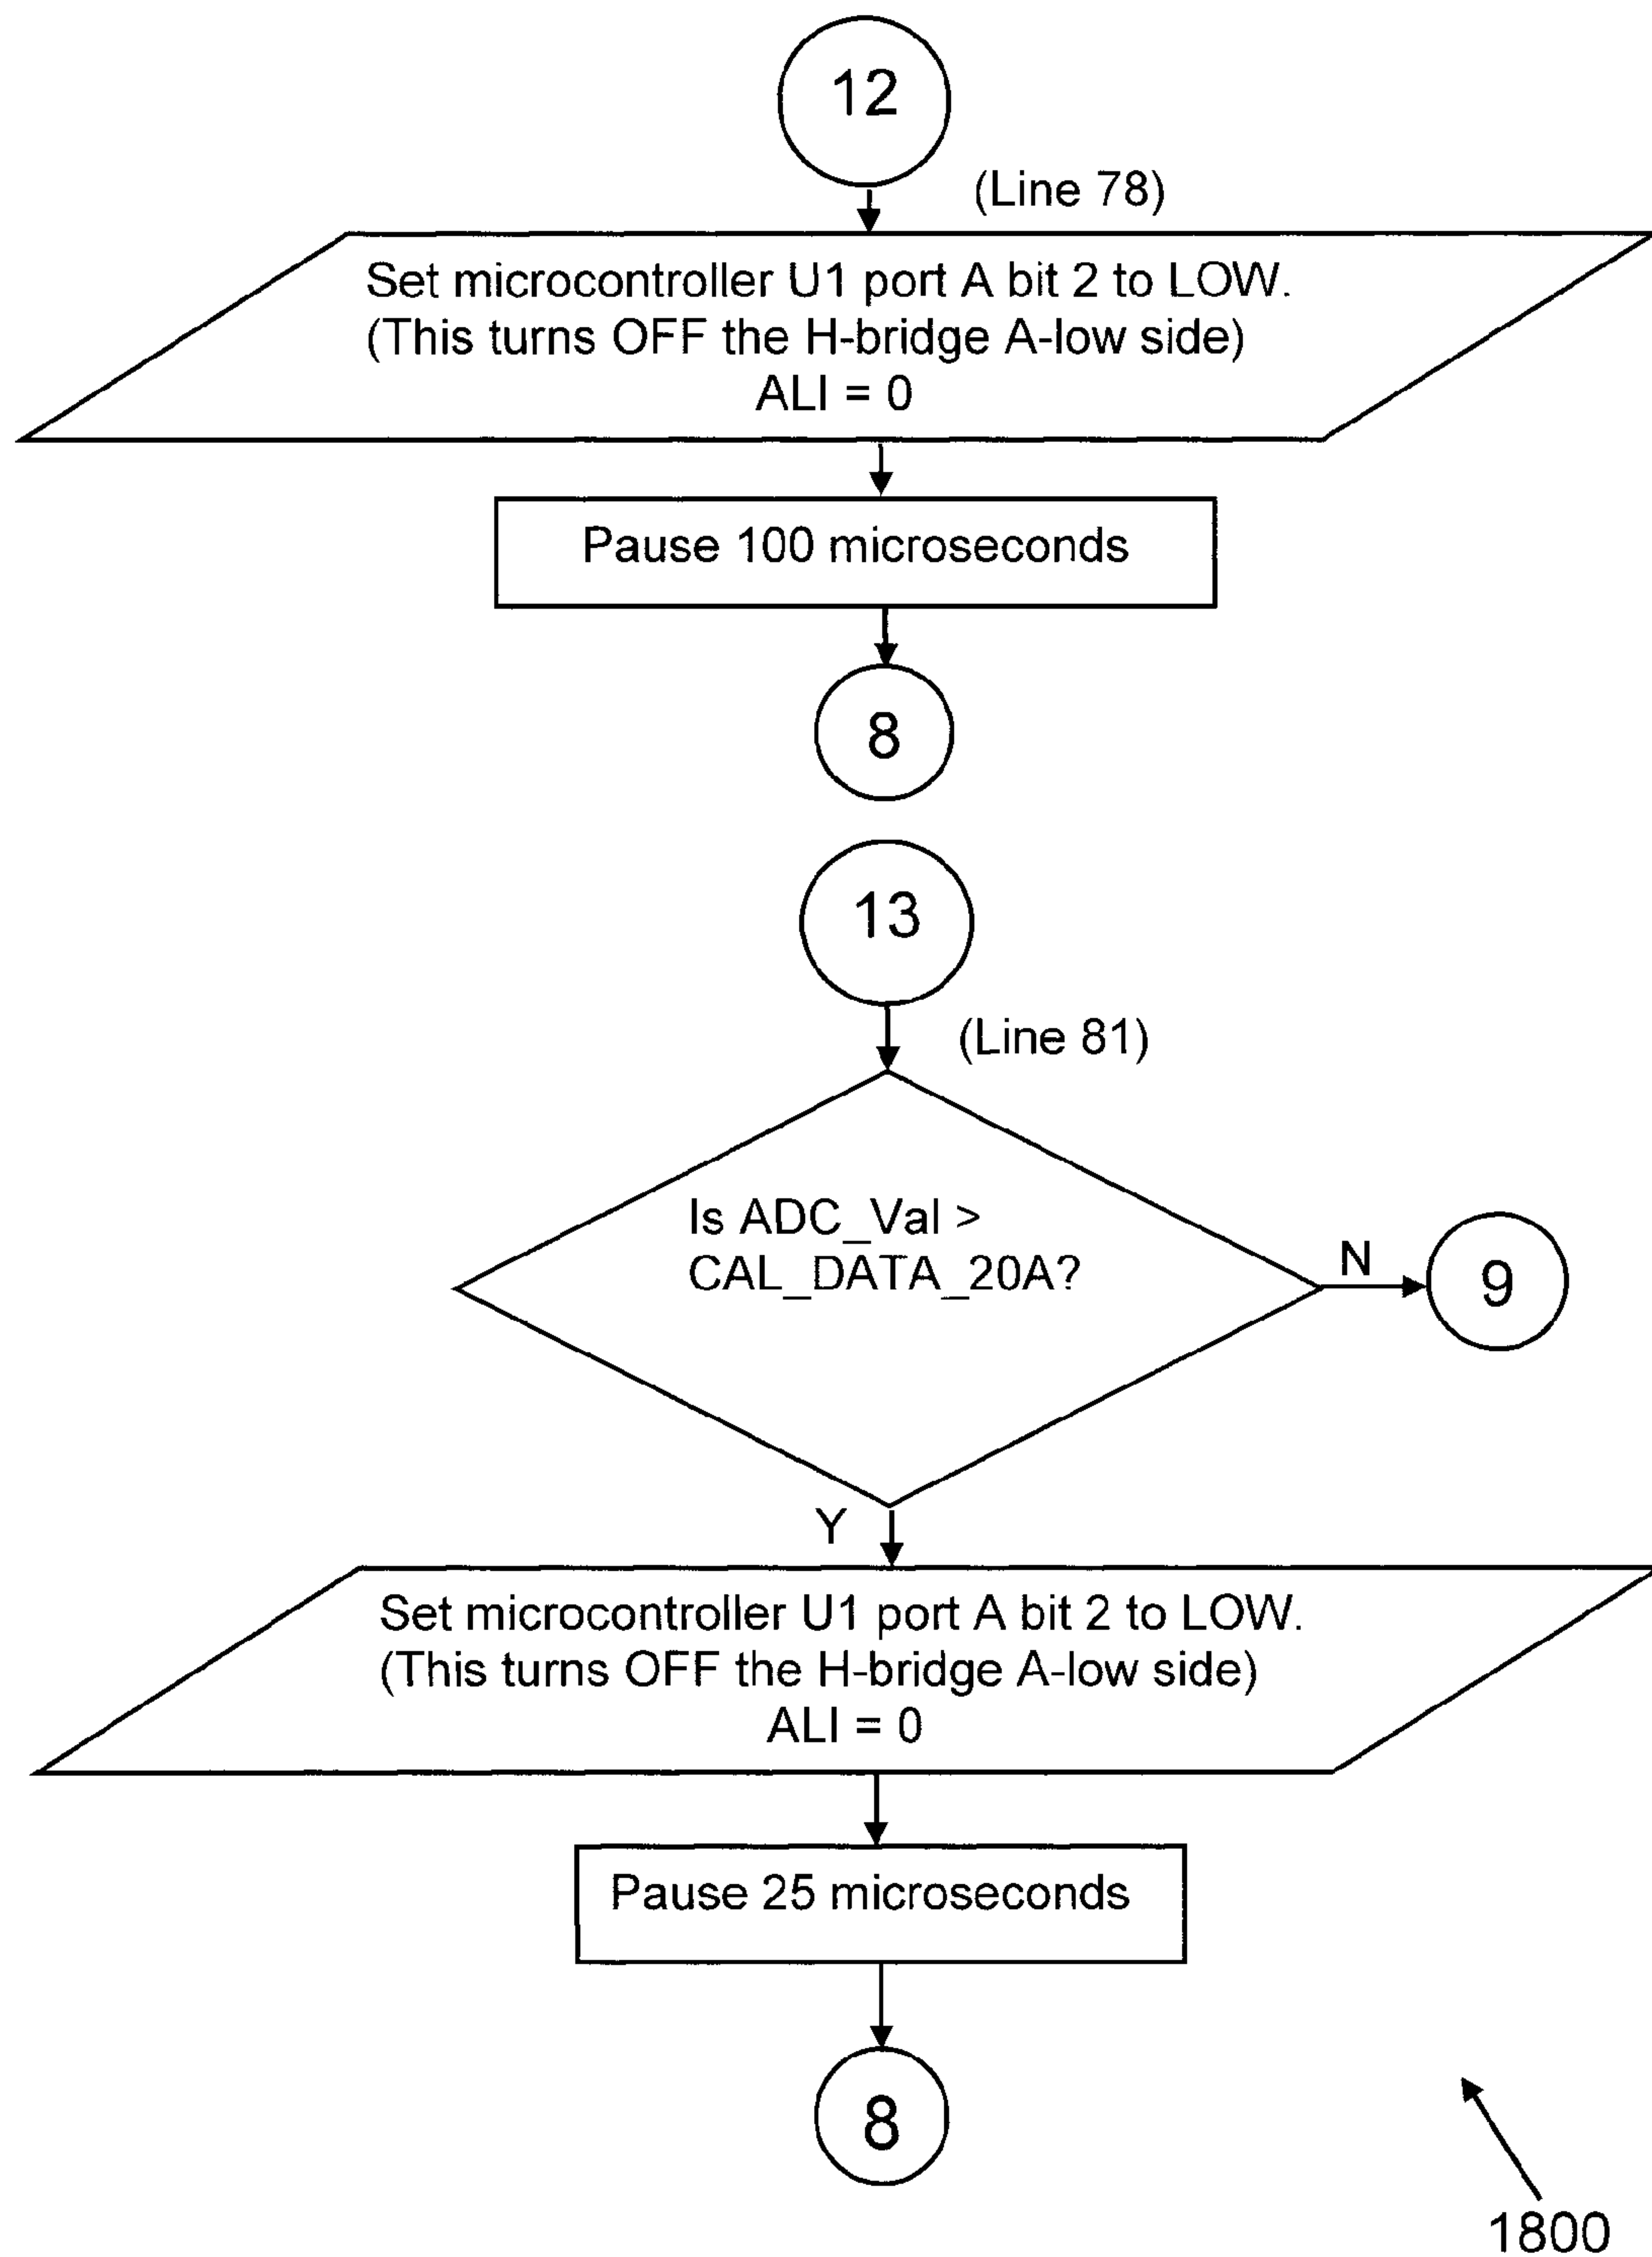 12
(Line 78)
Set microcontroller U1 port A bit 2 to LOW.
(This turns OFF the H-bridge A-low side)
ALI = 0
Pause 100 microseconds
8
13
(Line 81)
Is ADC_Val >
CAL_DATA_20A?
N
9
Y
Set microcontroller U1 port A bit 2 to LOW.
(This turns OFF the H-bridge A-low side)
ALI = 0
Pause 25 microseconds
8
1800